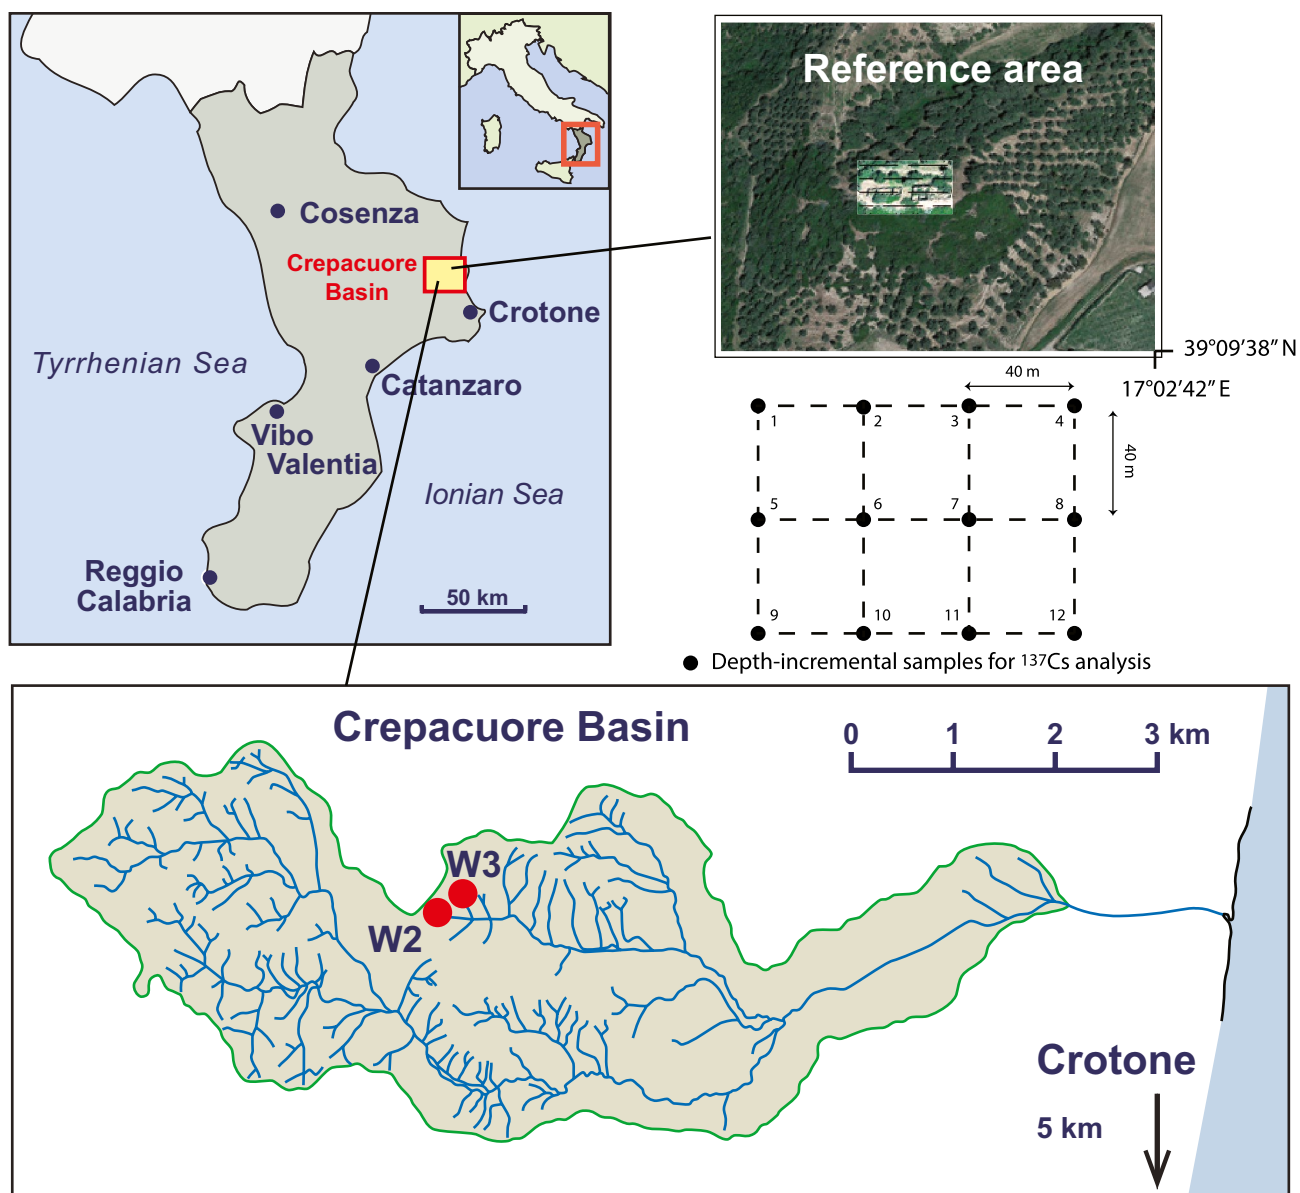 Cosenza
Crepacuore
Basin
Crotone
Tyrrhenian Sea
Catanzaro
Vibo
Valentia
Ionian Sea
Reggio
Calabria
50 km
Reference area
39°09'38" N
17°02'42" E
40 m
1
2
3
4
40 m
5
6
7
8
9
10
11
12
Depth-incremental samples for ¹³⁷Cs analysis
Crepacuore Basin
0 1 2 3 km
W3
W2
Crotone
5 km